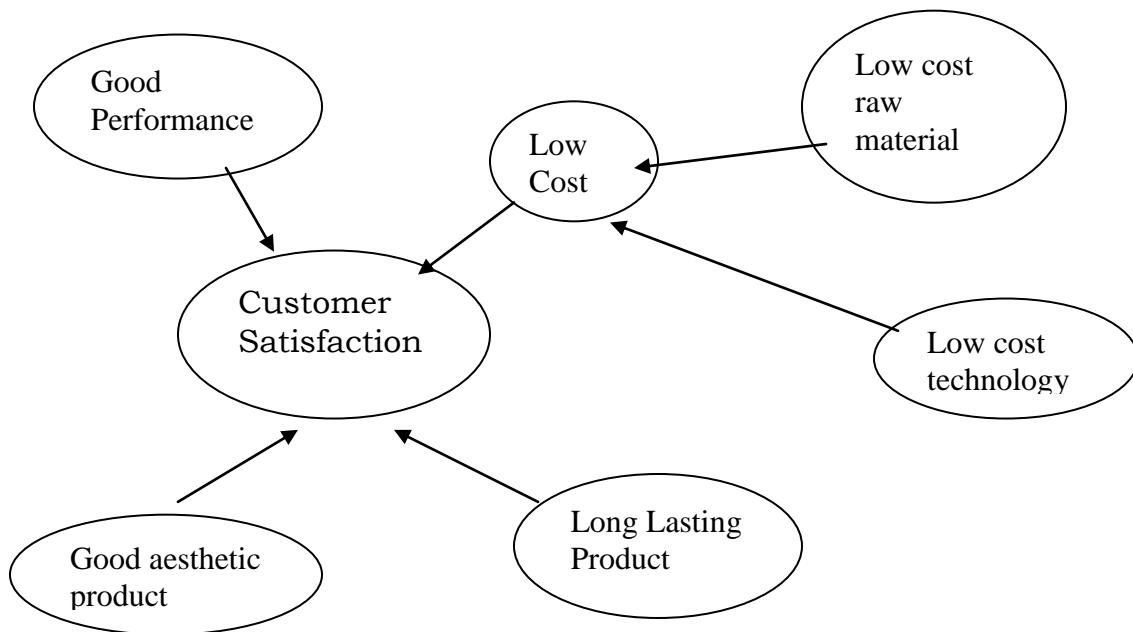 Good
Performance
Low
Cost
Low cost
raw
material
Customer
Satisfaction
Low cost
technology
Good aesthetic
product
Long Lasting
Product